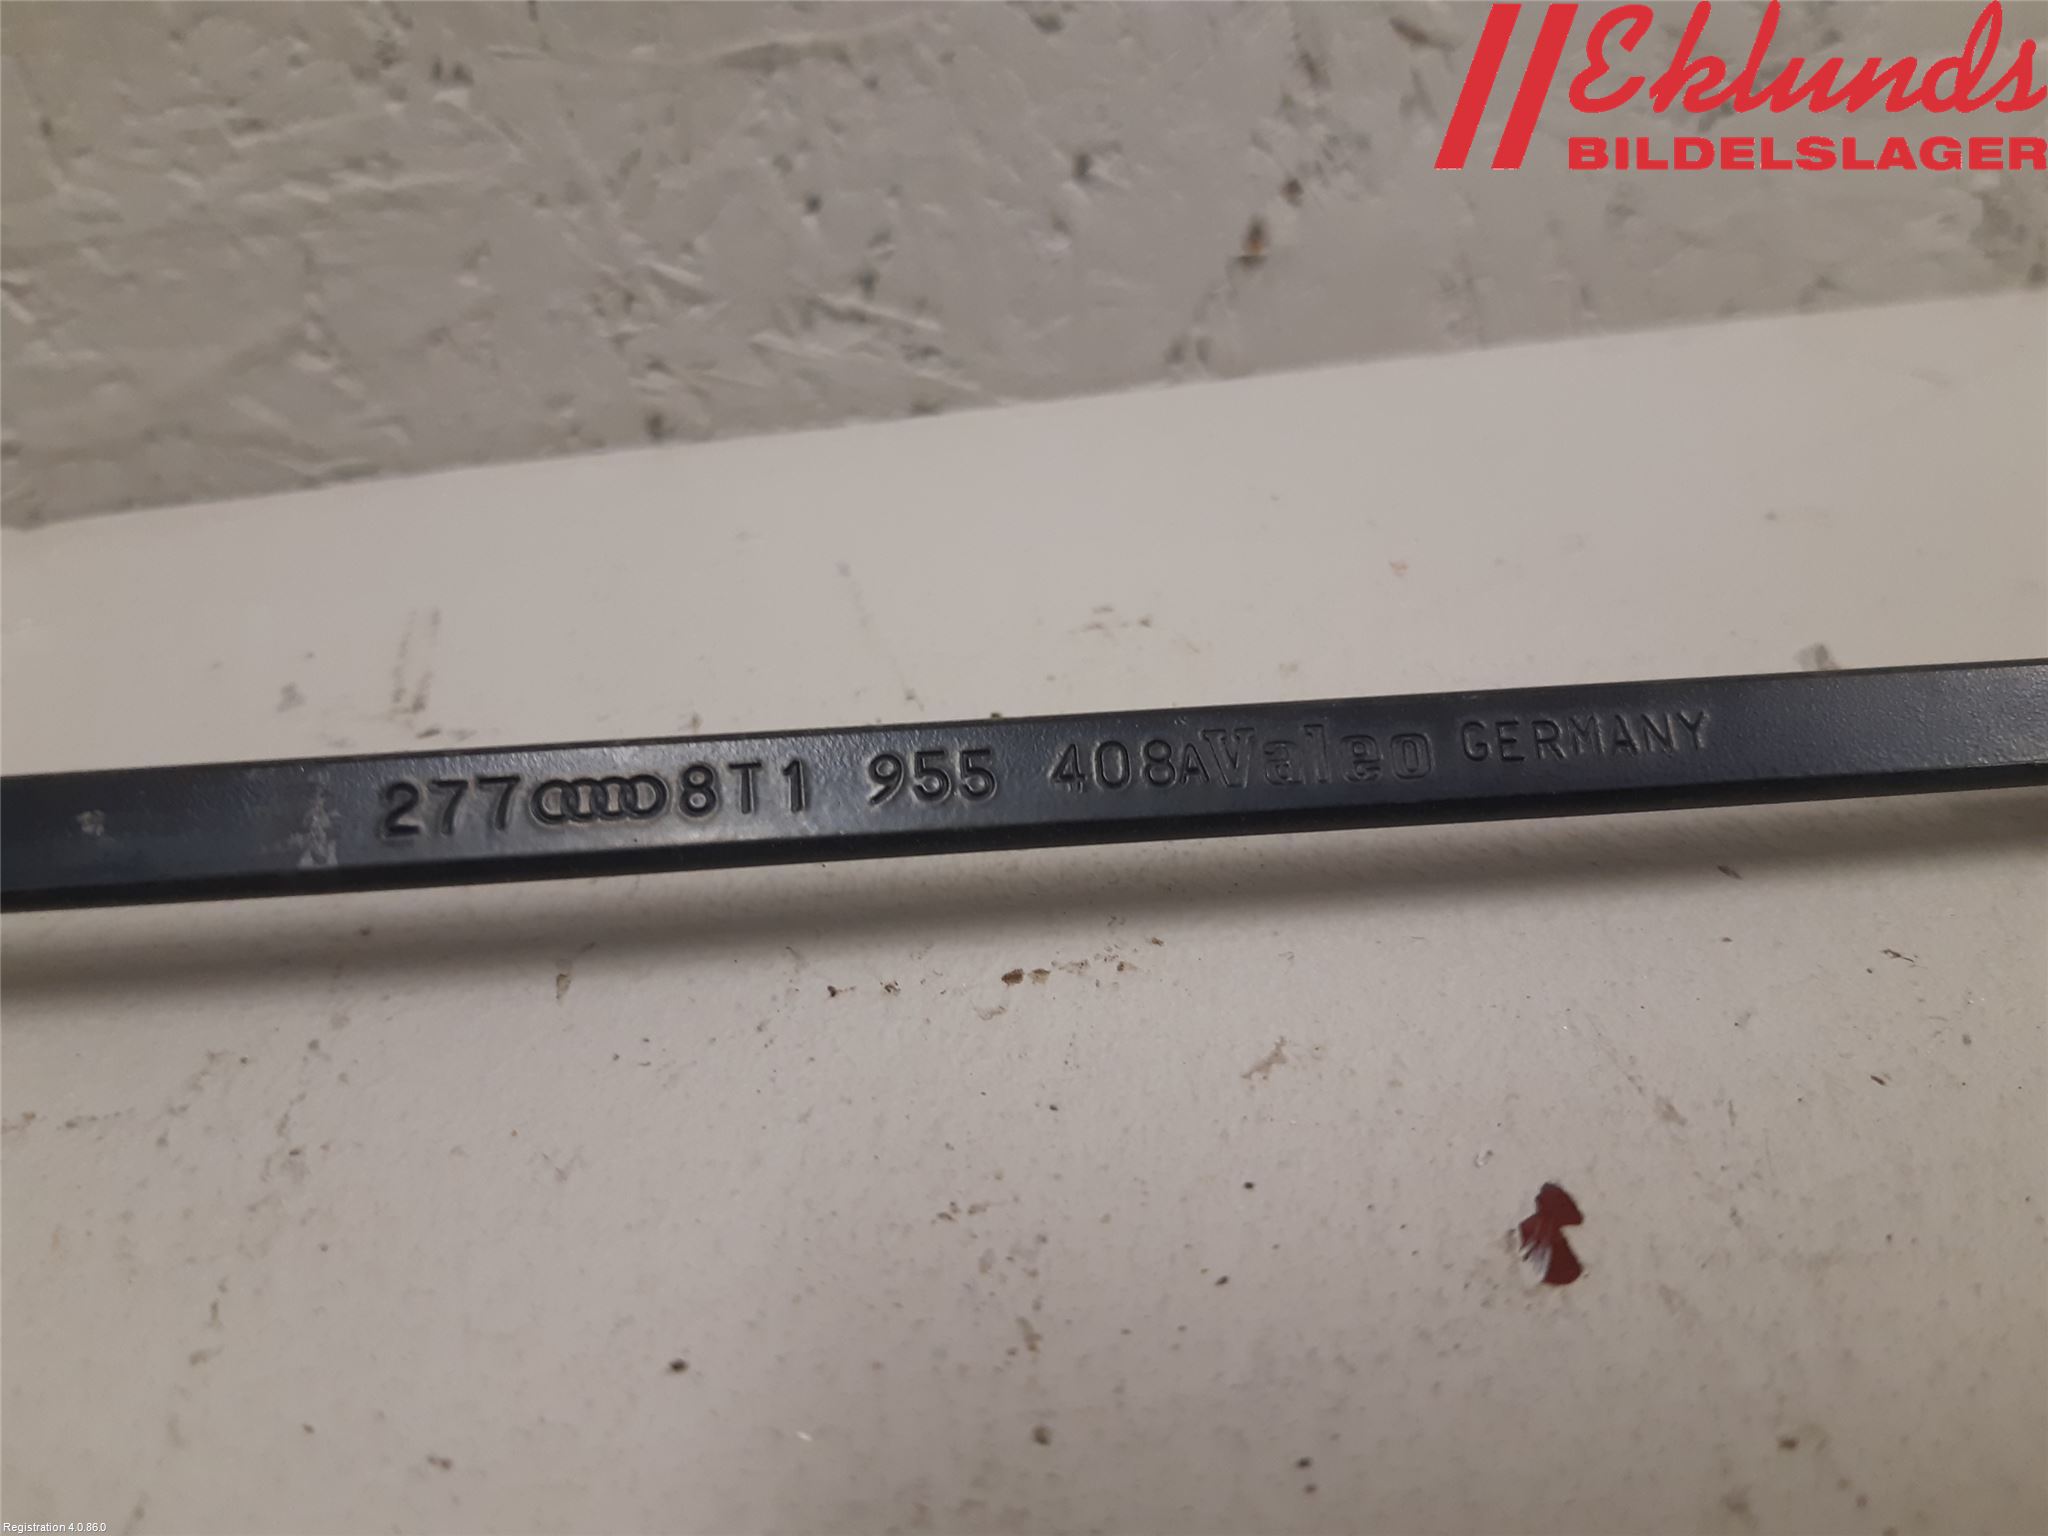 Eklunds
BILDELSLAGER
277 8T1 955 408A Valeo GERMANY
Registration 4.0.86.0